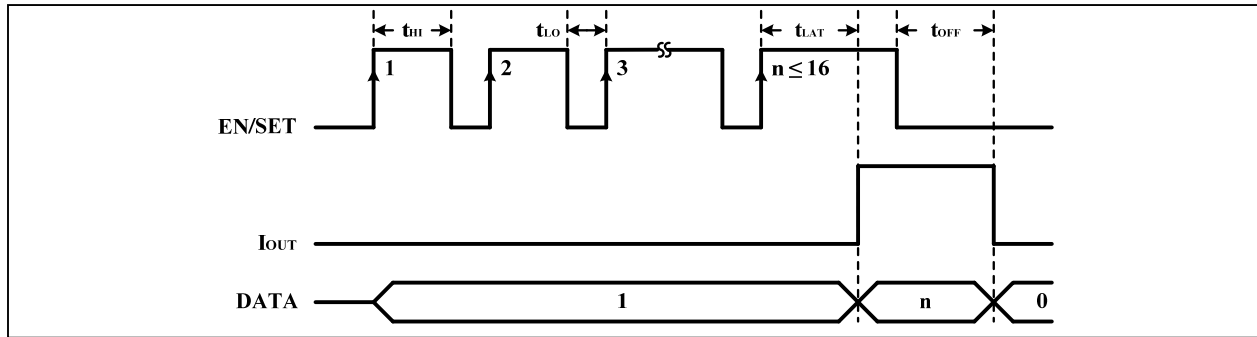 tHI tLO tLAT tOFF
1 2 3 n ≤ 16
EN/SET
IOUT
DATA 1 n 0